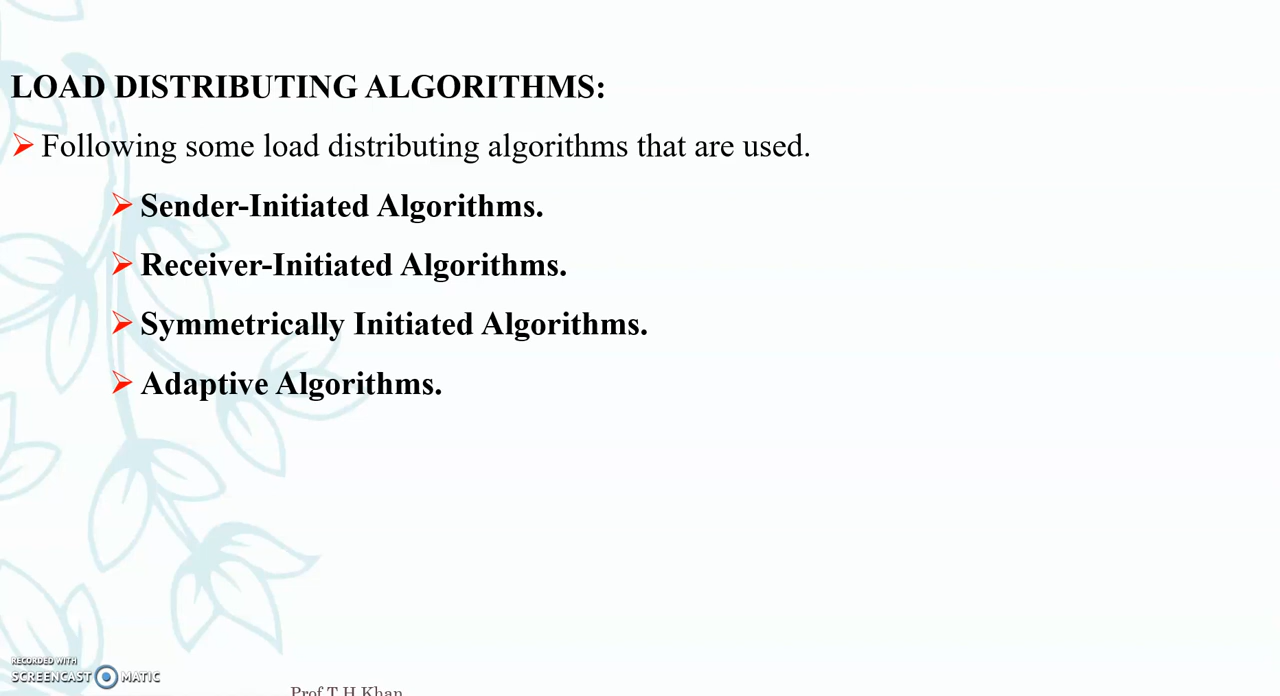 LOAD DISTRIBUTING ALGORITHMS:
Following some load distributing algorithms that are used.
Sender-Initiated Algorithms.
Receiver-Initiated Algorithms.
Symmetrically Initiated Algorithms.
Adaptive Algorithms.
RECORDED WITH
SCREENCAST MATIC
Prof T H Khan